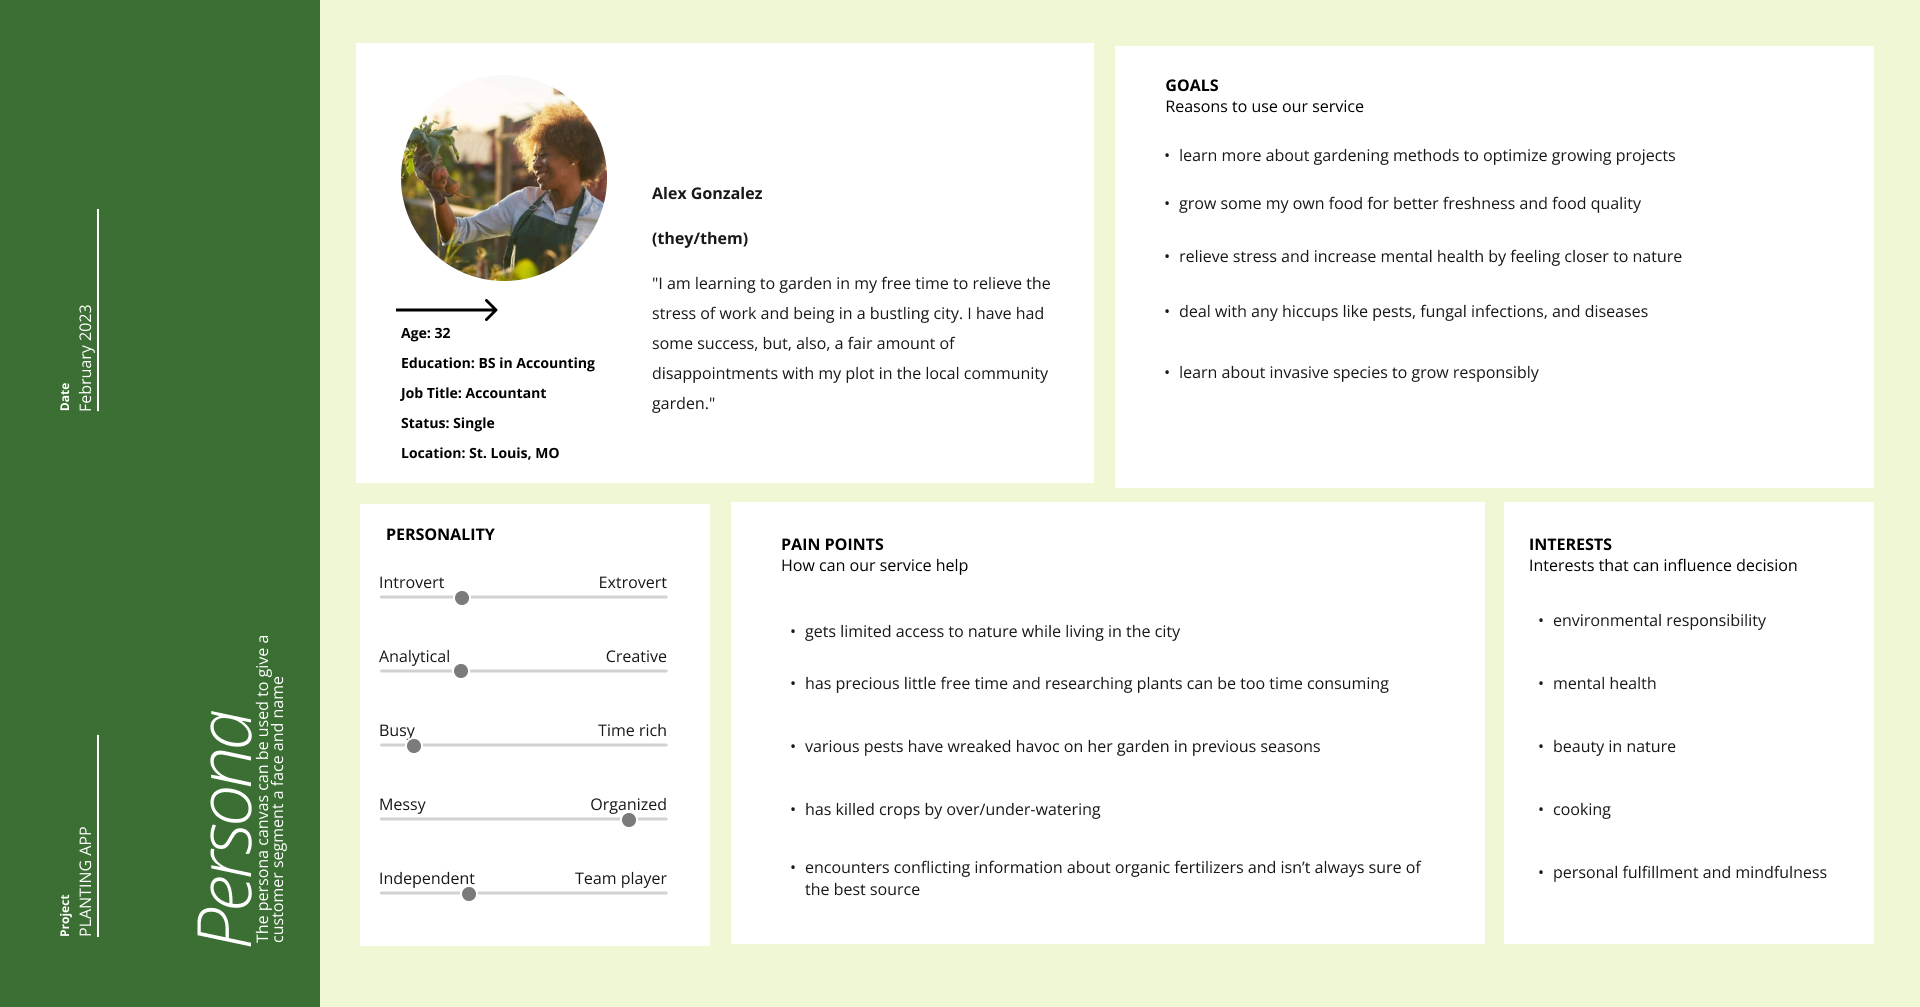 Date
February 2023
Project
PLANTING APP
Persona
The persona canvas can be used to give a
customer segment a face and name
Age: 32
Education: BS in Accounting
Job Title: Accountant
Status: Single
Location: St. Louis, MO
Alex Gonzalez
(they/them)
"I am learning to garden in my free time to relieve the
stress of work and being in a bustling city. I have had
some success, but, also, a fair amount of
disappointments with my plot in the local community
garden."
GOALS
Reasons to use our service
• learn more about gardening methods to optimize growing projects
• grow some my own food for better freshness and food quality
• relieve stress and increase mental health by feeling closer to nature
• deal with any hiccups like pests, fungal infections, and diseases
• learn about invasive species to grow responsibly
PERSONALITY
Introvert Extrovert
Analytical Creative
Busy Time rich
Messy Organized
Independent Team player
PAIN POINTS
How can our service help
• gets limited access to nature while living in the city
• has precious little free time and researching plants can be too time consuming
• various pests have wreaked havoc on her garden in previous seasons
• has killed crops by over/under-watering
• encounters conflicting information about organic fertilizers and isn’t always sure of
the best source
INTERESTS
Interests that can influence decision
• environmental responsibility
• mental health
• beauty in nature
• cooking
• personal fulfillment and mindfulness